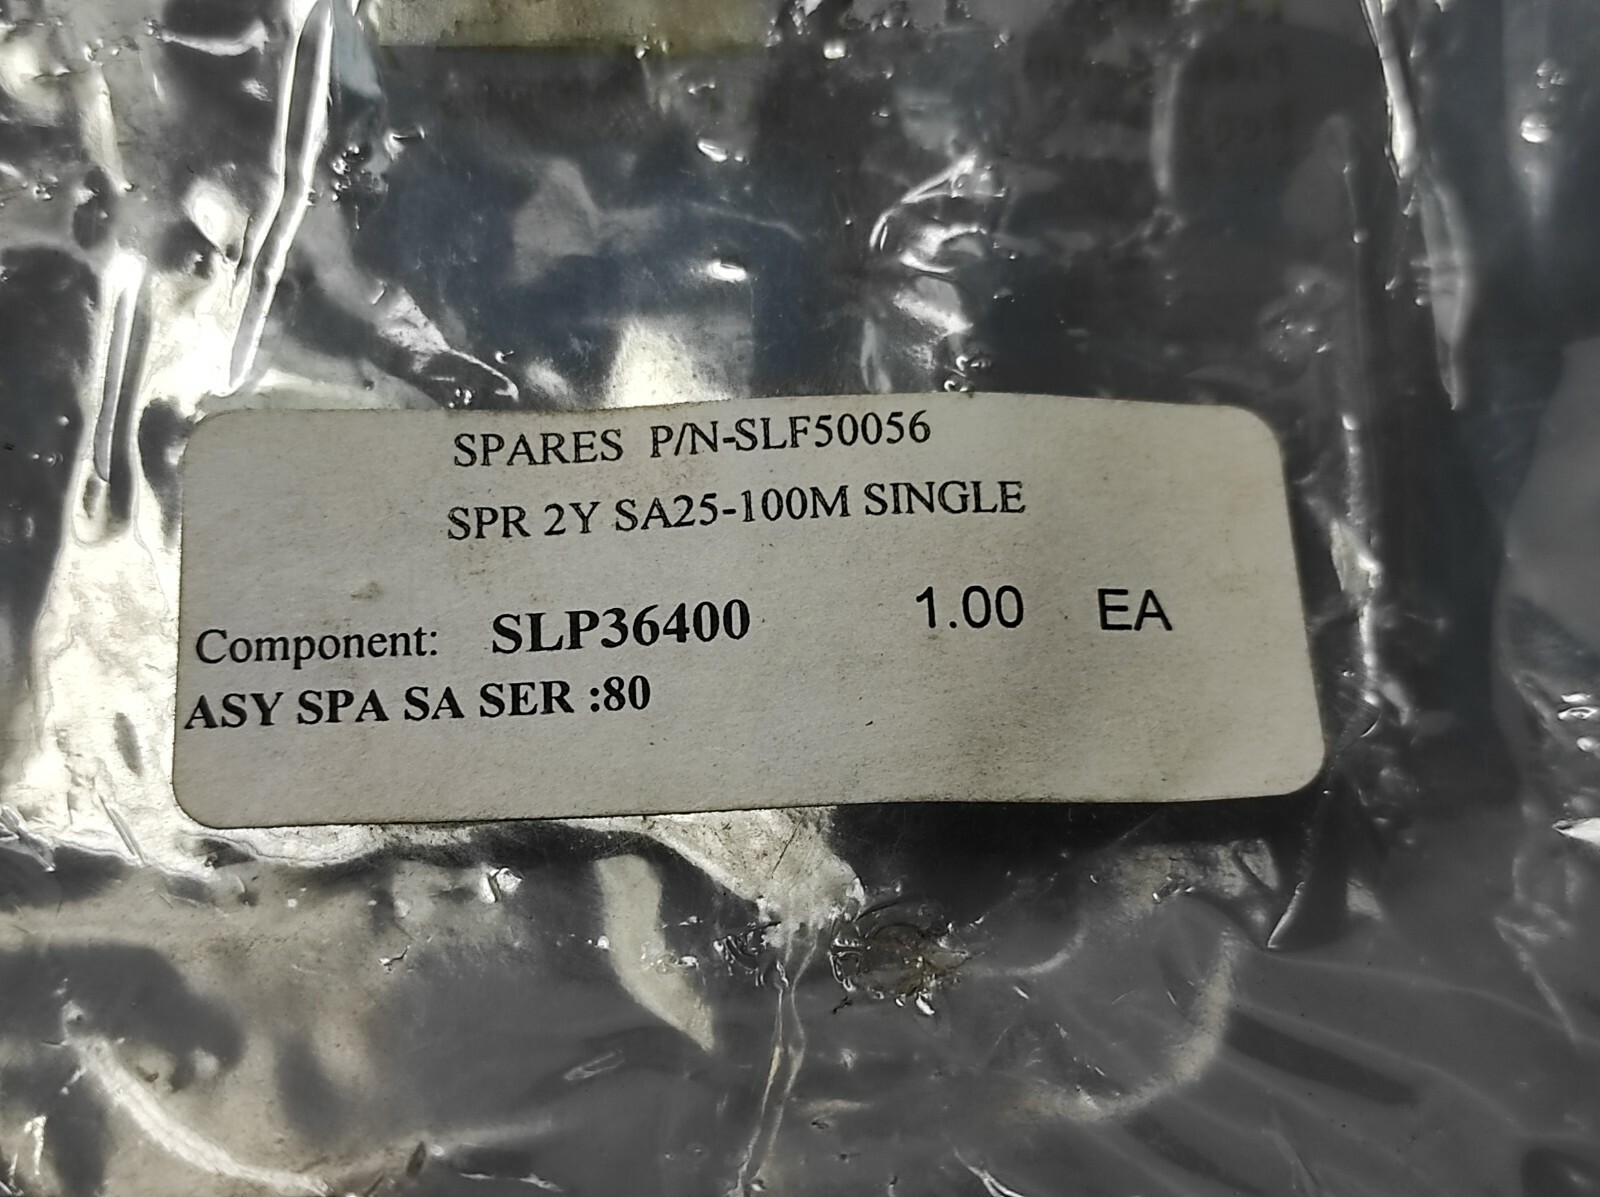 SPARES P/N-SLF50056
SPR 2Y SA25-100M SINGLE
Component: SLP36400 1.00 EA
ASY SPA SA SER :80